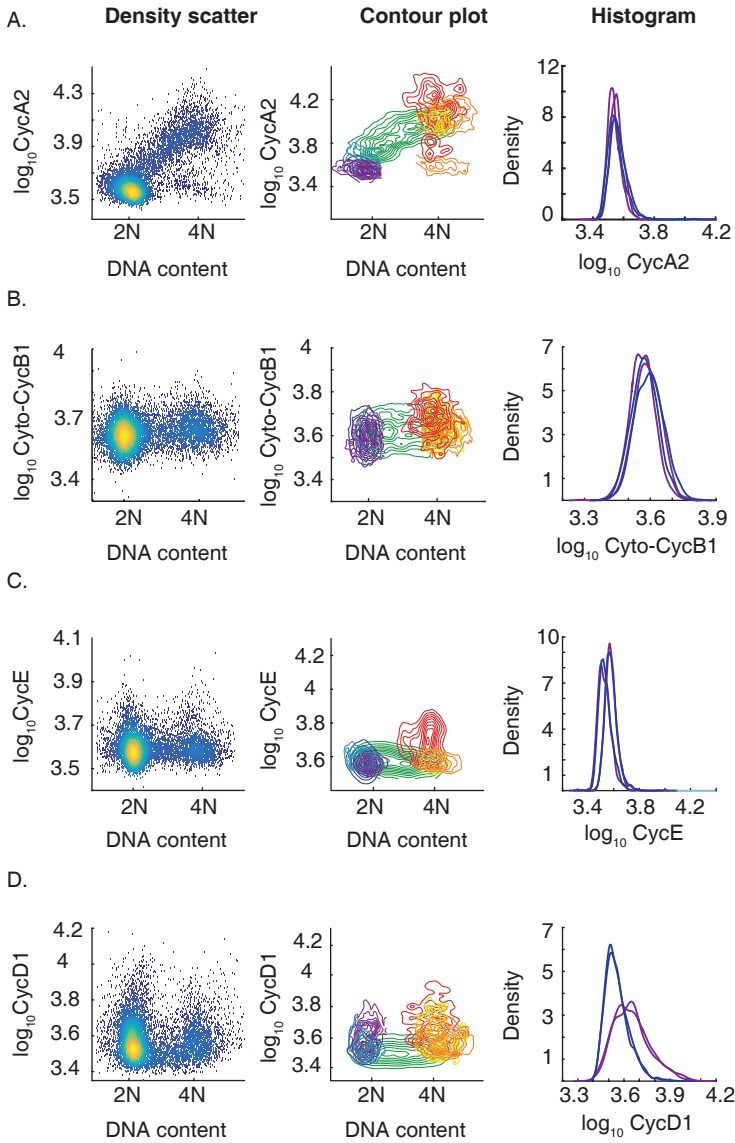 A.
Density scatter Contour plot Histogram
log10 CycA2
4.3
3.9
3.5
2N 4N
DNA content
log10 CycA2
4.2
3.8
3.4
2N 4N
DNA content
Density
12
8
4
0
3.4 3.8 4.2
log10 CycA2
B.
log10 Cyto-CycB1
4
3.7
3.4
2N 4N
DNA content
log10 Cyto-CycB1
4
3.8
3.6
3.4
2N 4N
DNA content
Density
7
5
3
1
3.3 3.6 3.9
log10 Cyto-CycB1
C.
log10CycE
4.1
3.9
3.7
3.5
2N 4N
DNA content
log10 CycE
4.2
4
3.8
3.6
2N 4N
DNA content
Density
10
7
4
1
3.4 3.8 4.2
log10 CycE
D.
log10CycD1
4.2
4
3.8
3.6
3.4
2N 4N
DNA content
log10 CycD1
4.2
4
3.8
3.6
3.4
2N 4N
DNA content
Density
7
5
3
1
3.3 3.6 3.9 4.2
log10 CycD1